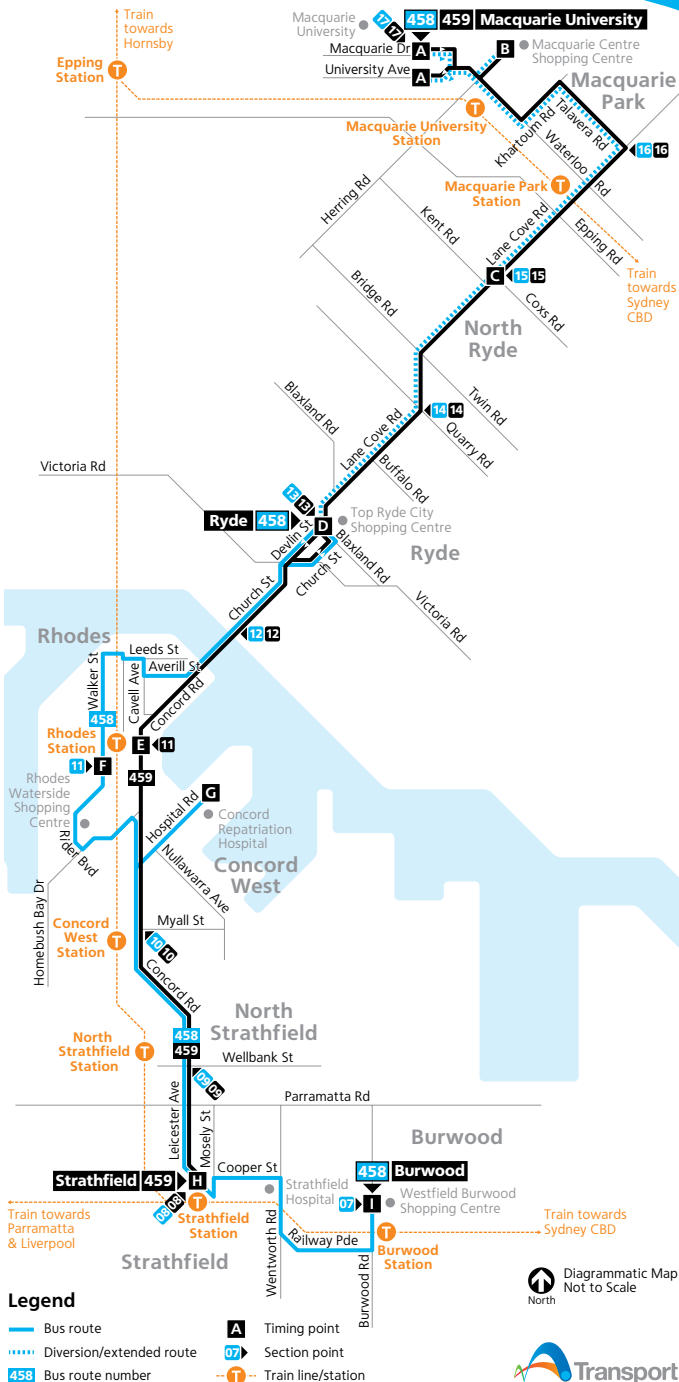 Train
towards
Hornsby
Macquarie
University
17
17
458 459 Macquarie University
Macquarie Dr
A
B
Macquarie Centre
Shopping Centre
Epping
Station
T
University Ave
A
Macquarie
Park
T
Macquarie University
Station
Khartoum Rd
Talavera Rd
Waterloo Rd
16 16
Macquarie Park
Station
T
Herring Rd
Kent Rd
Lane Cove Rd
Epping Rd
C
15 15
Train
towards
Sydney
CBD
Bridge Rd
Coxs Rd
North
Ryde
Blaxland Rd
Twin Rd
14 14
Lane Cove Rd
Quarry Rd
Buffalo Rd
Victoria Rd
13
13
Ryde 458
D
Top Ryde City
Shopping Centre
Devlin St
Blaxland Rd
Ryde
Church St
Church St
Victoria Rd
12 12
Rhodes
Leeds St
Averill St
Walker St
Cavell Ave
Concord Rd
458
Rhodes
Station
T
E
11
11
F
459
Rhodes
Waterside
Shopping
Centre
G
Hospital Rd
Concord
Repatriation
Hospital
Rider Bvd
Nullawarra Ave
Concord
West
Homebush Bay Dr
Myall St
Concord
West
Station
T
10
10
Concord Rd
North
Strathfield
458
459
North
Strathfield
Station
T
Wellbank St
09
09
Leicester Ave
Mosely St
Parramatta Rd
Burwood
Cooper St
458 Burwood
Strathfield 459
H
Strathfield
Hospital
07
I
Westfield Burwood
Shopping Centre
08
08
T
Strathfield
Station
Train towards
Parramatta
& Liverpool
Train towards
Sydney CBD
Strathfield
Wentworth Rd
Railway Pde
T
Burwood
Station
Burwood Rd
North
Diagrammatic Map
Not to Scale
Legend
Bus route
A
Timing point
Diversion/extended route
07
Section point
458
Bus route number
T
Train line/station
Transport